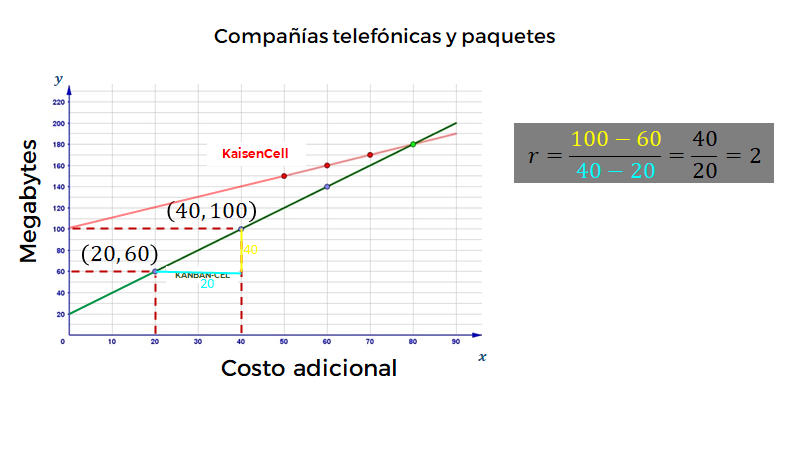 Compañías telefónicas y paquetes
y
220
200
180
160
140
120
100
80
60
40
20
0 10 20 30 40 50 60 70 80 90
x
Megabytes
Costo adicional
KaisenCell
(40, 100)
(20, 60)
40
KANBAN-CEL
20
r = \frac{100 − 60}{40 − 20} = \frac{40}{20} = 2